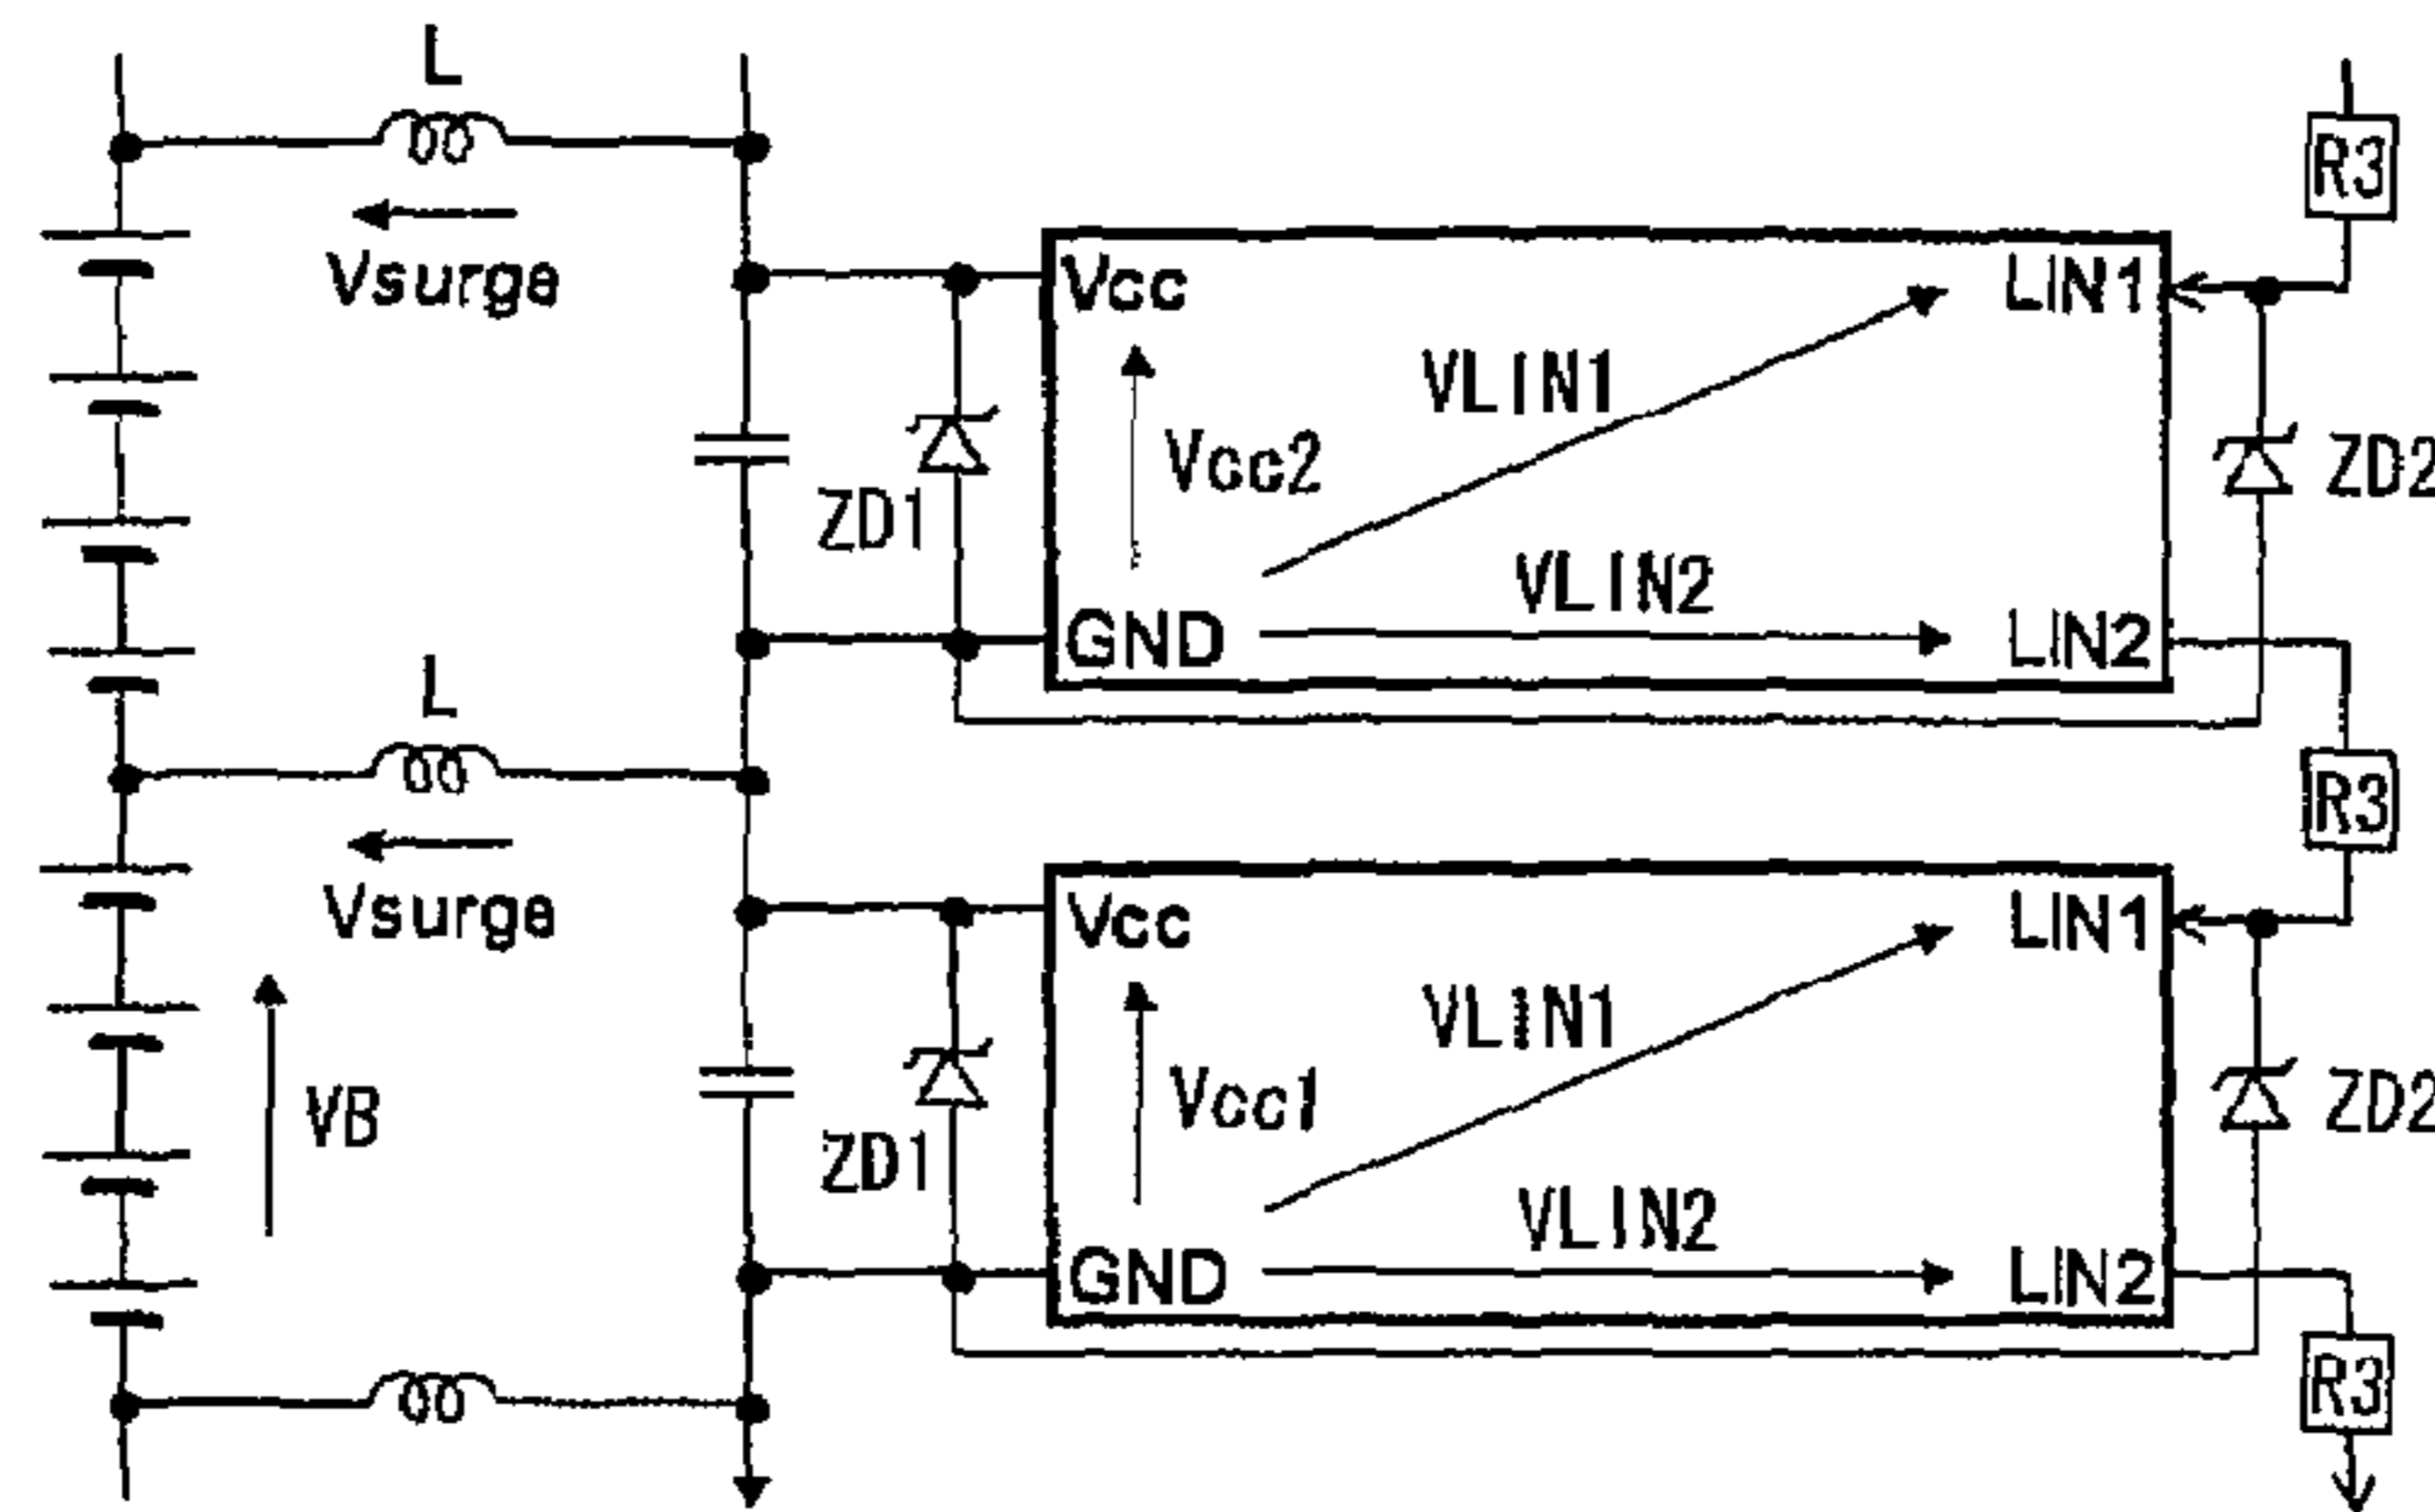 L
R3
Vsurge
Vcc
LIN1
VLIN1
Vcc2
ZD1
ZD2
VLIN2
GND
LIN2
L
R3
Vsurge
Vcc
LIN1
VLIN1
VB
Vcc1
ZD1
ZD2
VLIN2
GND
LIN2
R3